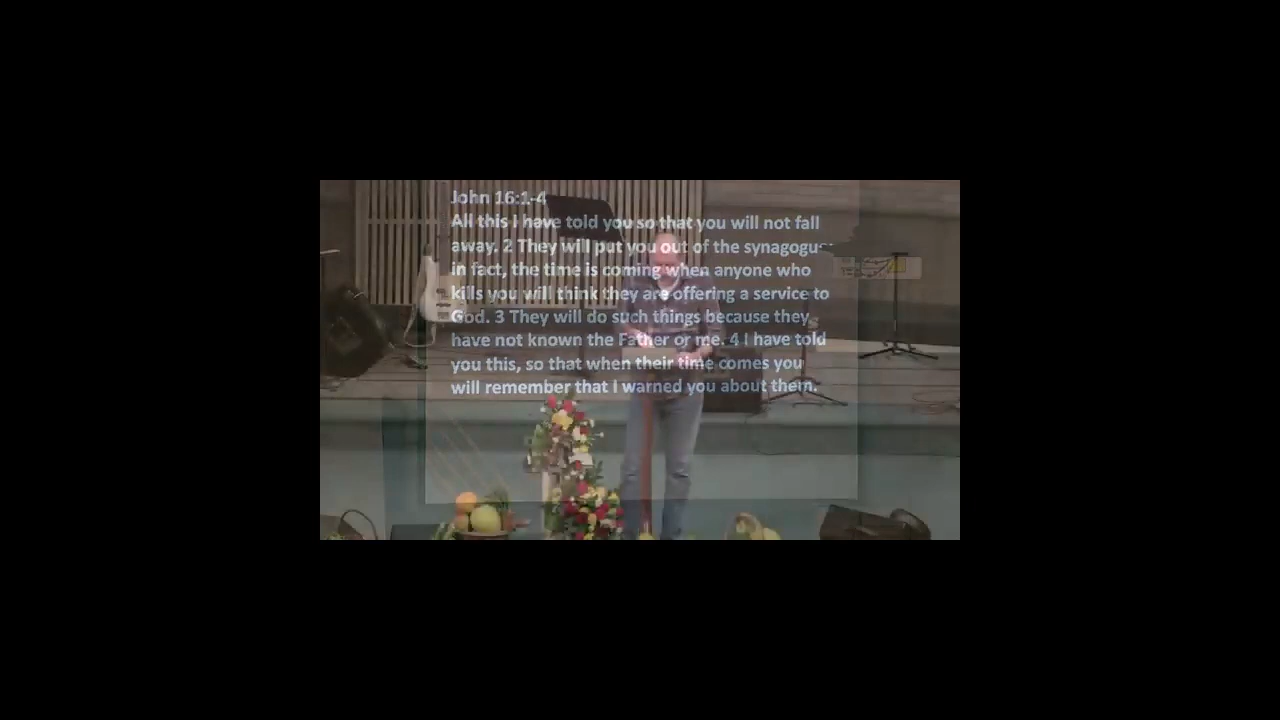 John 16:1-4
All this I have told you so that you will not fall
away. 2 They will put you out of the synagogue;
in fact, the time is coming when anyone who
kills you will think they are offering a service to
God. 3 They will do such things because they
have not known the Father or me. 4 I have told
you this, so that when their time comes you
will remember that I warned you about them.